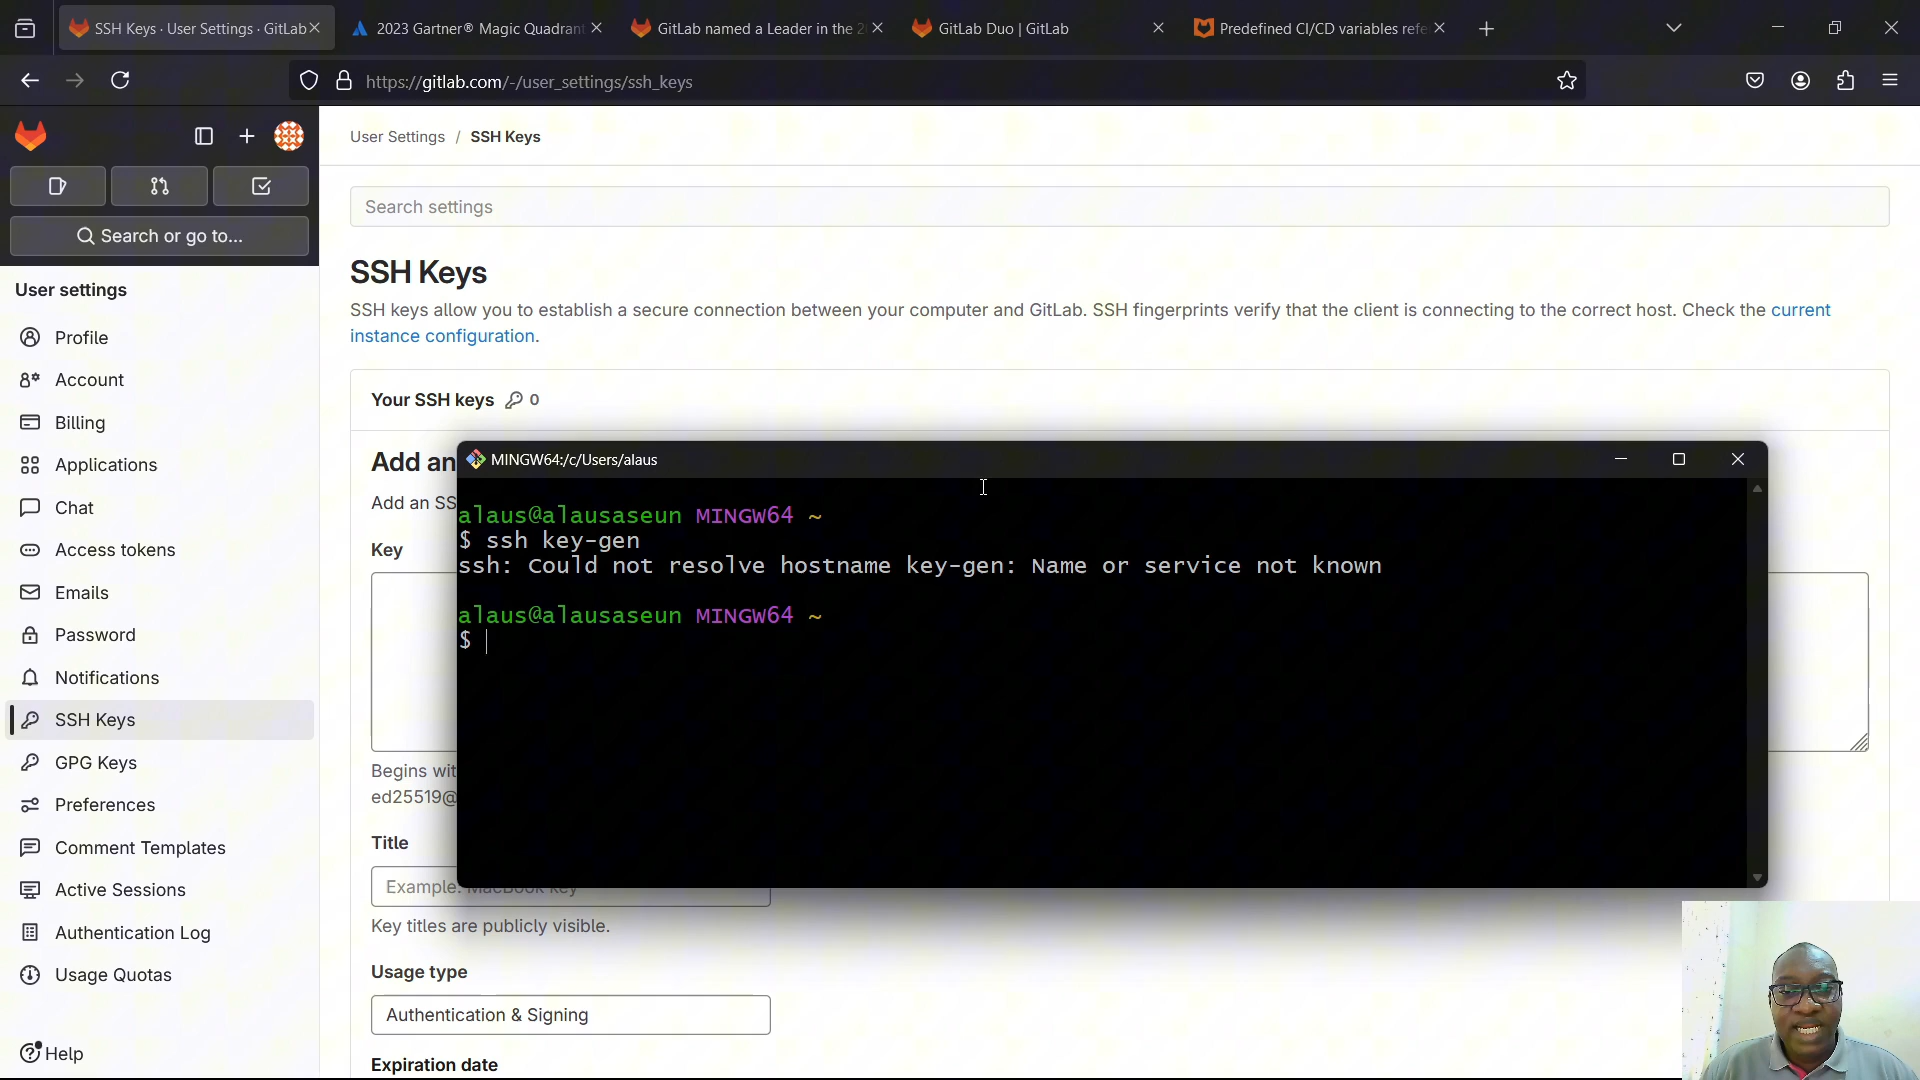 SSH Keys · User Settings · GitLab
2023 Gartner® Magic Quadrant
GitLab named a Leader in the 2
GitLab Duo | GitLab
Predefined CI/CD variables refe
https://gitlab.com/-/user_settings/ssh_keys
User Settings / SSH Keys
Search or go to...
Search settings
User settings
Profile
Account
Billing
Applications
Chat
Access tokens
Emails
Password
Notifications
SSH Keys
GPG Keys
Preferences
Comment Templates
Active Sessions
Authentication Log
Usage Quotas
Help
SSH Keys
SSH keys allow you to establish a secure connection between your computer and GitLab. SSH fingerprints verify that the client is connecting to the correct host. Check the current
instance configuration.
Your SSH keys 0
Add an
Add an SS
Key
Begins wit
ed25519@
Title
Example: MacBook key
Key titles are publicly visible.
Usage type
Authentication & Signing
Expiration date
MINGW64:/c/Users/alaus
alaus@alausaseun MINGW64 ~
$ ssh key-gen
ssh: Could not resolve hostname key-gen: Name or service not known
alaus@alausaseun MINGW64 ~
$